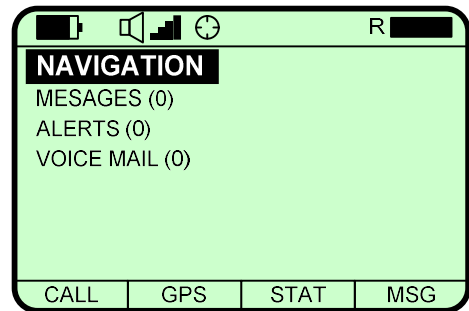 R
NAVIGATION
MESAGES (0)
ALERTS (0)
VOICE MAIL (0)
CALL GPS STAT MSG